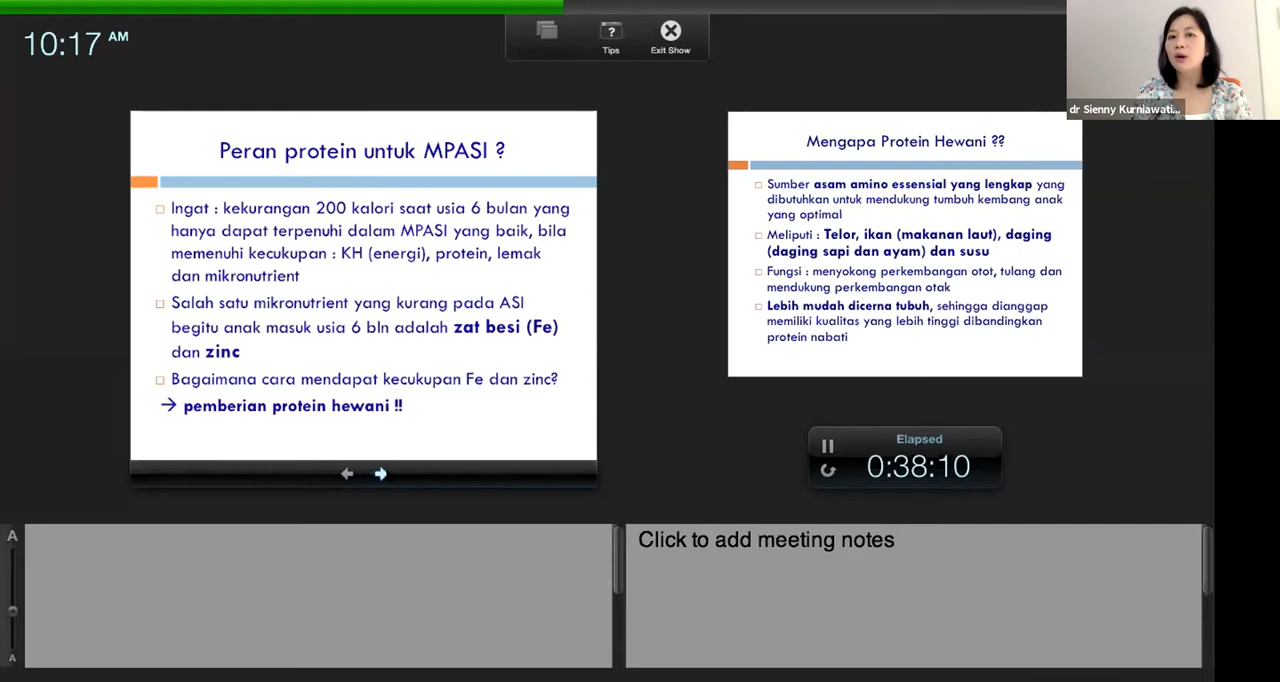 10:17 AM
Tips
Exit Show
dr Sienny Kurniawati...
Peran protein untuk MPASI ?
Ingat : kekurangan 200 kalori saat usia 6 bulan yang
hanya dapat terpenuhi dalam MPASI yang baik, bila
memenuhi kecukupan : KH (energi), protein, lemak
dan mikronutrient
Salah satu mikronutrient yang kurang pada ASI
begitu anak masuk usia 6 bln adalah zat besi (Fe)
dan zinc
Bagaimana cara mendapat kecukupan Fe dan zinc?
→ pemberian protein hewani !!
Mengapa Protein Hewani ??
Sumber asam amino essensial yang lengkap yang
dibutuhkan untuk mendukung tumbuh kembang anak
yang optimal
Meliputi : Telor, ikan (makanan laut), daging
(daging sapi dan ayam) dan susu
Fungsi : menyokong perkembangan otot, tulang dan
mendukung perkembangan otak
Lebih mudah dicerna tubuh, sehingga dianggap
memiliki kualitas yang lebih tinggi dibandingkan
protein nabati
Elapsed
0:38:10
A
A
Click to add meeting notes